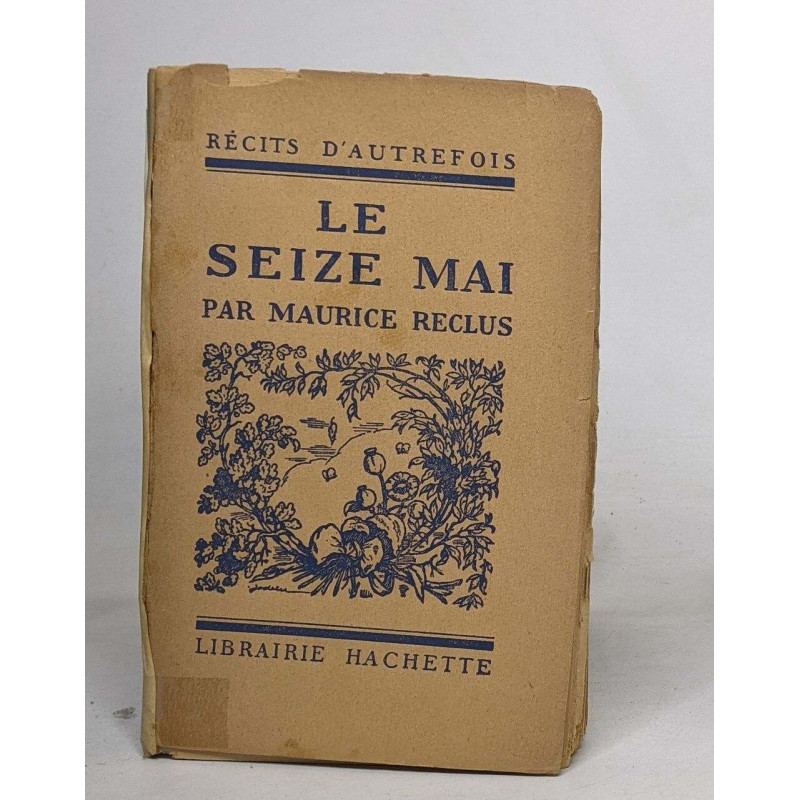 RÉCITS D'AUTREFOIS
LE
SEIZE MAI
PAR MAURICE RECLUS
LIBRAIRIE HACHETTE